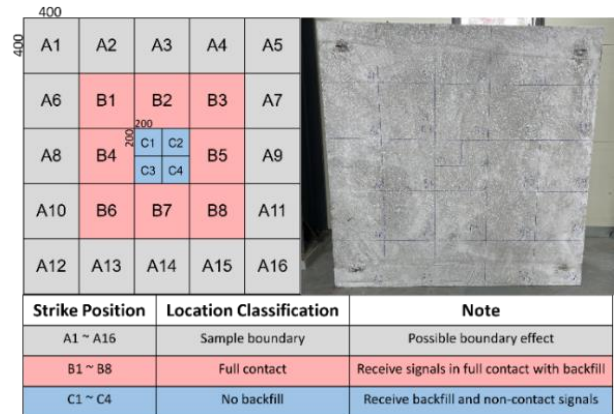 400
400
A1 A2 A3 A4 A5
A6 B1 B2 B3 A7
200
200
C1 C2
A8 B4 B5 A9
C3 C4
A10 B6 B7 B8 A11
A12 A13 A14 A15 A16
Strike Position Location Classification Note
A1 ~ A16 Sample boundary Possible boundary effect
B1 ~ B8 Full contact Receive signals in full contact with backfill
C1 ~ C4 No backfill Receive backfill and non-contact signals